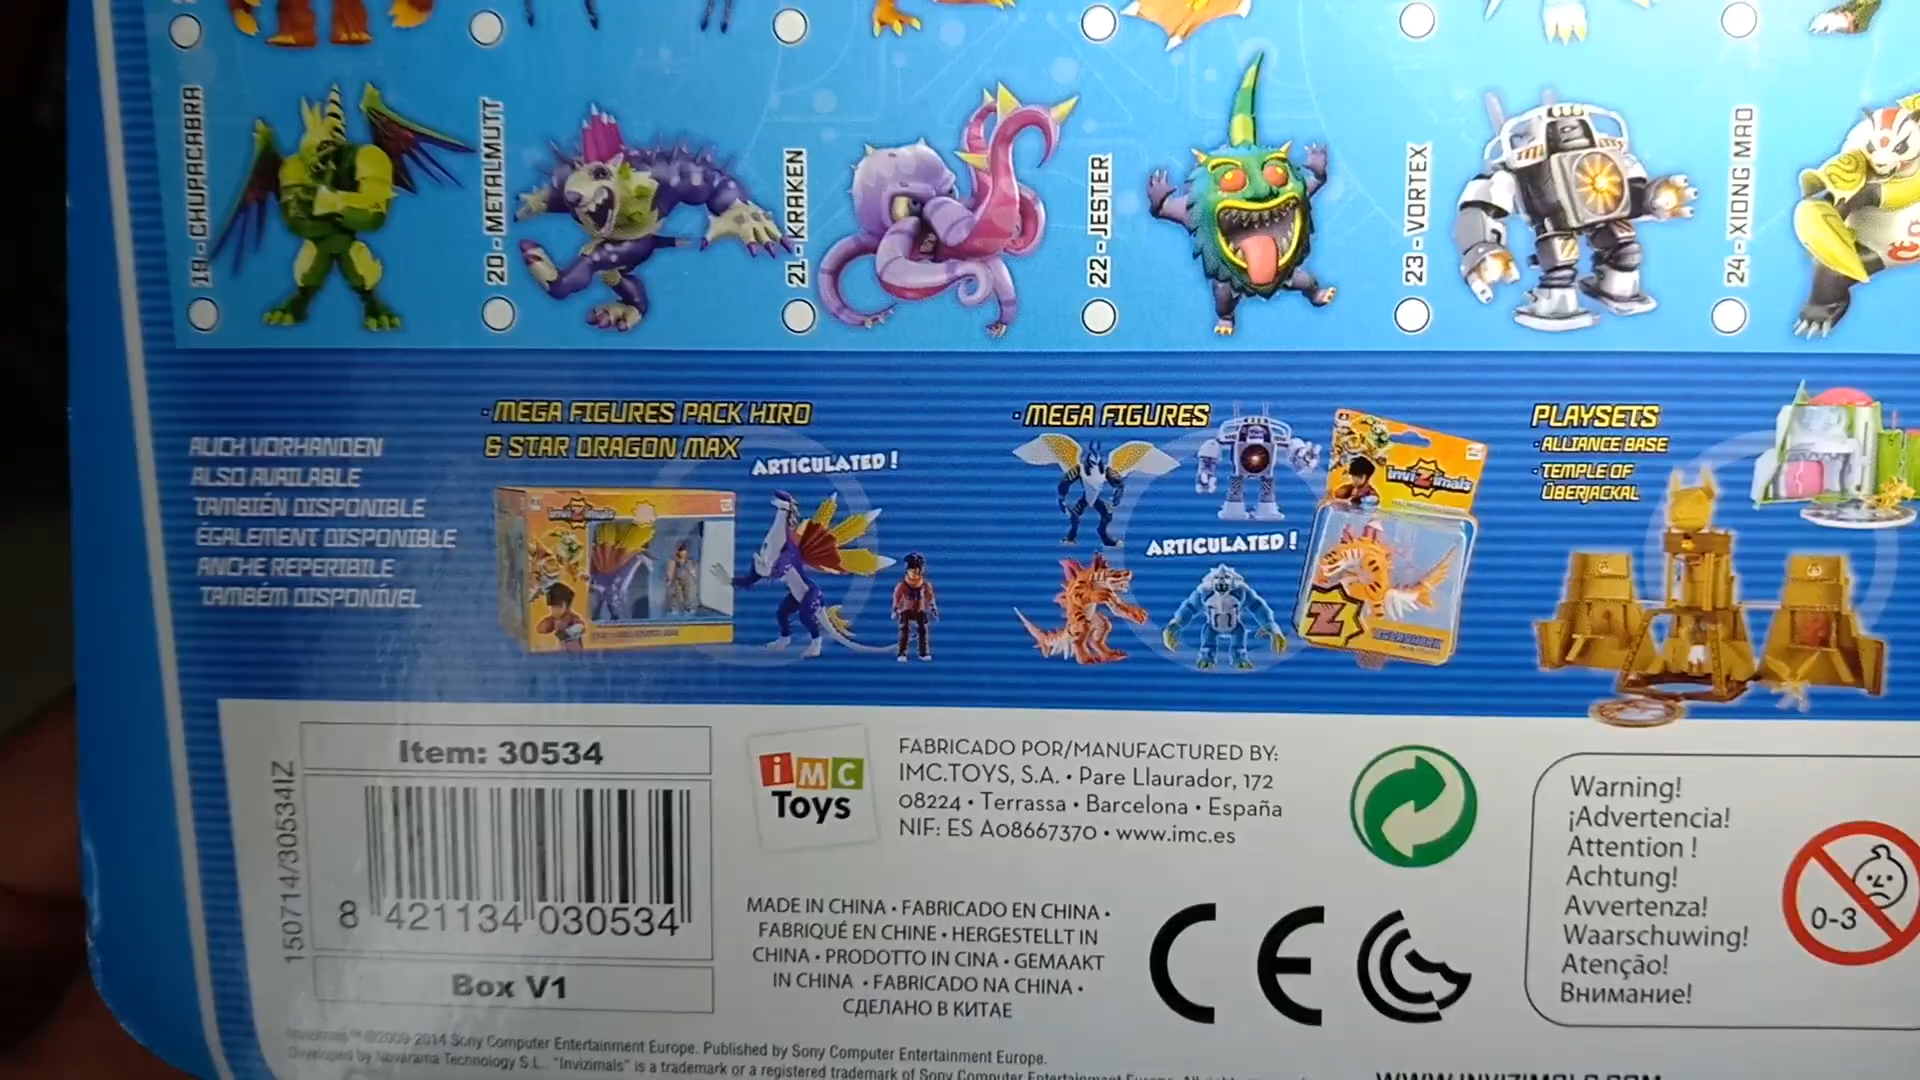 19 - CHUPACABRA
20 - METALMUTT
21 - KRAKEN
22 - JESTER
23 - VORTEX
24 - XIONG MAO
AUCH VORHANDEN
ALSO AVAILABLE
TAMBIÉN DISPONIBLE
ÉGALEMENT DISPONIBLE
ANCHE REPERIBILE
TAMBÉM DISPONÍVEL
· MEGA FIGURES PACK HIRO
& STAR DRAGON MAX
ARTICULATED!
· MEGA FIGURES
ARTICULATED!
invizimals
Z
PLAYSETS
· ALLIANCE BASE
· TEMPLE OF
ÜBERJACKAL
150714/30534IZ
Item: 30534
8 421134 030534
Box V1
iMC
Toys
FABRICADO POR/MANUFACTURED BY:
IMC.TOYS, S.A. • Pare Llaurador, 172
08224 • Terrassa • Barcelona • España
NIF: ES A08667370 • www.imc.es
MADE IN CHINA • FABRICADO EN CHINA •
FABRIQUÉ EN CHINE • HERGESTELLT IN
CHINA • PRODOTTO IN CINA • GEMAAKT
IN CHINA • FABRICADO NA CHINA •
СДЕЛАНО В КИТАЕ
CE
Warning!
¡Advertencia!
Attention !
Achtung!
Avvertenza!
Waarschuwing!
Atenção!
Внимание!
0-3
Invizimals™ ©2009-2014 Sony Computer Entertainment Europe. Published by Sony Computer Entertainment Europe.
Developed by Novarama Technology S.L. "Invizimals" is a trademark or a registered trademark of Sony Computer Entertainment Europe.
WWW.INVIZIMALS.COM